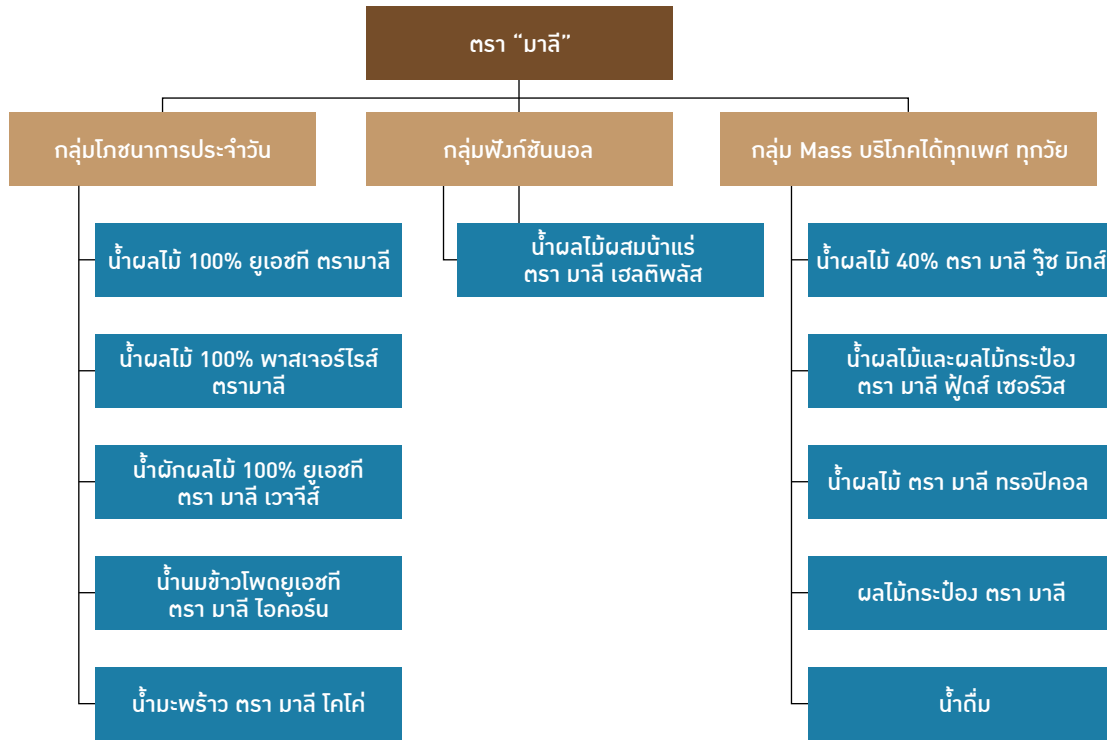 ตรา “มาลี”
กลุ่มโภชนาการประจำวัน
น้ำผลไม้ 100% ยูเอชที ตรามาลี
น้ำผลไม้ 100% พาสเจอร์ไรส์
ตรามาลี
น้ำผักผลไม้ 100% ยูเอชที
ตรา มาลี เวจจีส์
น้ำนมข้าวโพดยูเอชที
ตรา มาลี ไอคอร์น
น้ำมะพร้าว ตรา มาลี โคโค่
กลุ่มฟังก์ชันนอล
น้ำผลไม้ผสมน้ำแร่
ตรา มาลี เฮลติพลัส
กลุ่ม Mass บริโภคได้ทุกเพศ ทุกวัย
น้ำผลไม้ 40% ตรา มาลี จู๊ซ มิกส์
น้ำผลไม้และผลไม้กระป๋อง
ตรา มาลี ฟู้ดส์ เซอร์วิส
น้ำผลไม้ ตรา มาลี ทรอปิคอล
ผลไม้กระป๋อง ตรา มาลี
น้ำดื่ม